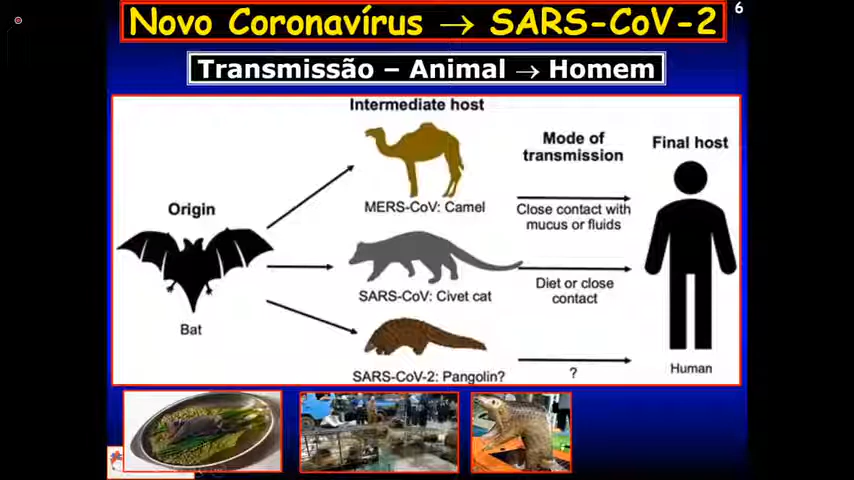 Novo Coronavírus → SARS-CoV-2
6
Transmissão – Animal → Homem
Intermediate host
Mode of
transmission
Final host
Origin
MERS-CoV: Camel
Close contact with
mucus or fluids
SARS-CoV: Civet cat
Diet or close
contact
Bat
SARS-CoV-2: Pangolin?
?
Human